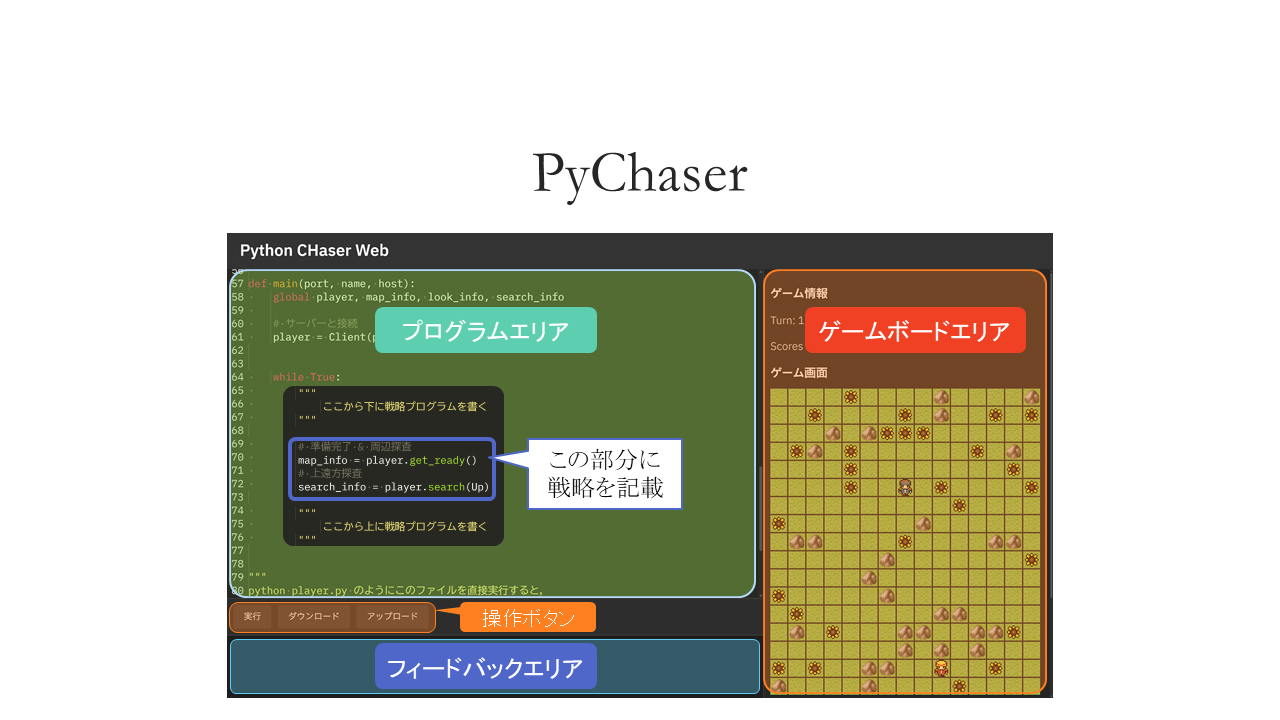 PyChaser
Python CHaser Web
57 def main(port, name, host):
58 global player, map_info, look_info, search_info
59
60 # サーバーと接続
61 player = Client(
62
63
64 while True:
65 """
66 ここから下に戦略プログラムを書く
67 """
68
69 # 準備完了 & 周辺探査
70 map_info = player.get_ready()
71 # 上遠方探査
72 search_info = player.search(Up)
73
74 """
75 ここから上に戦略プログラムを書く
76 """
77
78
79 """
80 python player.py のようにこのファイルを直接実行すると,
プログラムエリア
この部分に
戦略を記載
実行 ダウンロード アップロード
操作ボタン
フィードバックエリア
ゲーム情報
Turn: 1
Scores
ゲームボードエリア
ゲーム画面